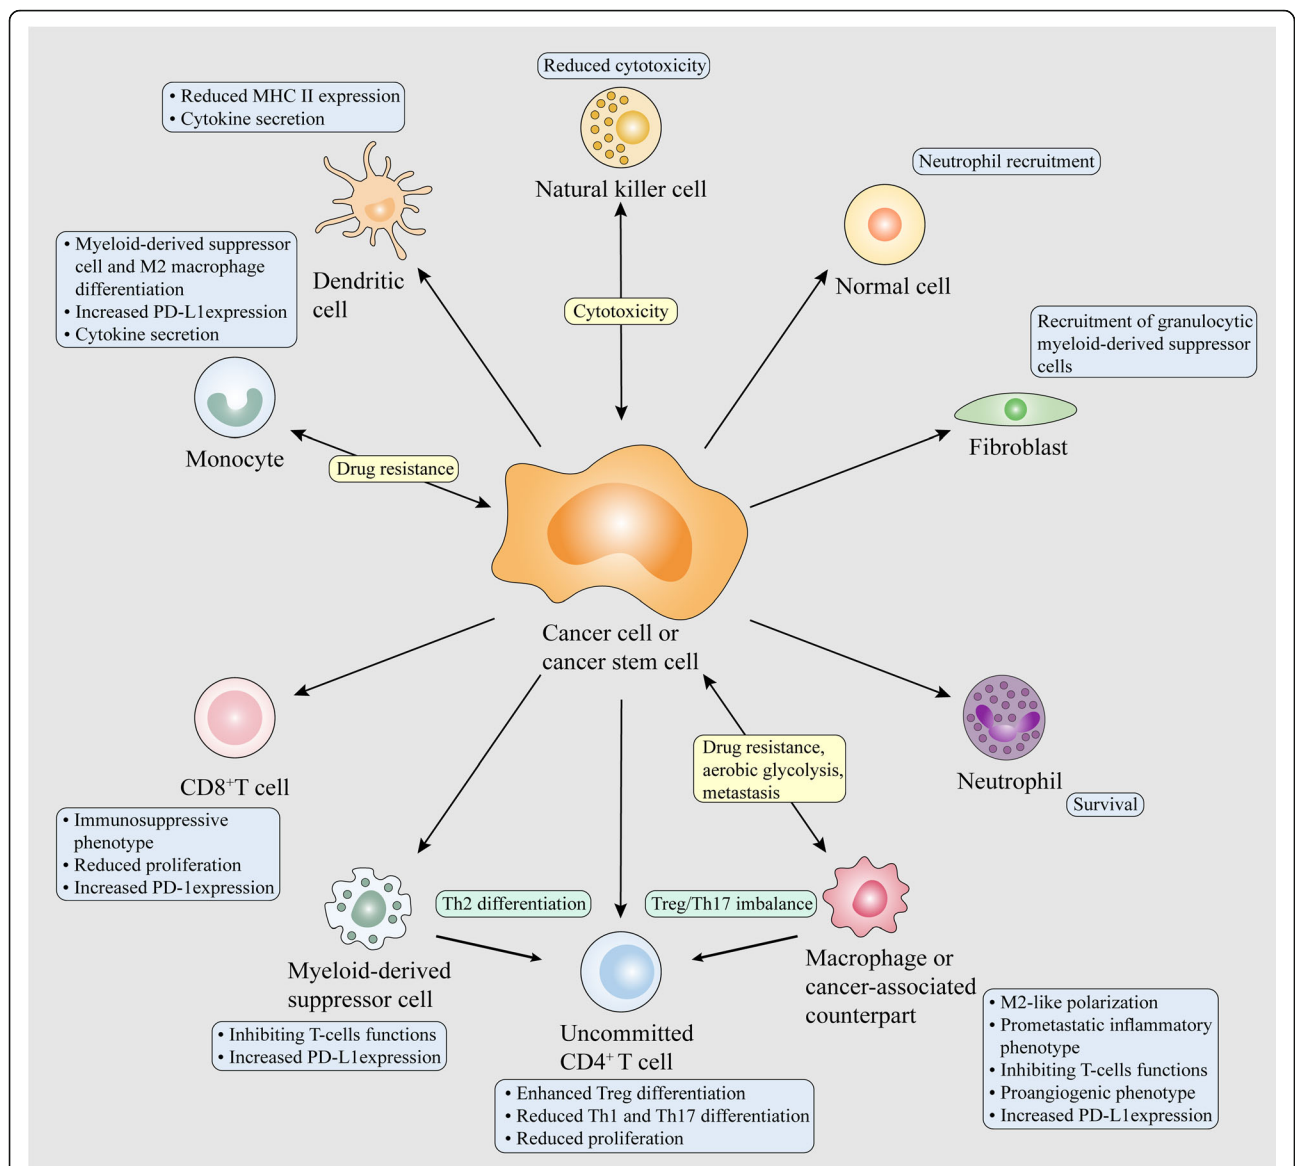 Reduced cytotoxicity
Natural killer cell
• Reduced MHC II expression
• Cytokine secretion
Dendritic
cell
Neutrophil recruitment
Normal cell
• Myeloid-derived suppressor
cell and M2 macrophage
differentiation
• Increased PD-L1expression
• Cytokine secretion
Monocyte
Cytotoxicity
Recruitment of granulocytic
myeloid-derived suppressor
cells
Fibroblast
Drug resistance
Cancer cell or
cancer stem cell
CD8⁺T cell
• Immunosuppressive
phenotype
• Reduced proliferation
• Increased PD-1expression
Drug resistance,
aerobic glycolysis,
metastasis
Neutrophil
Survival
Th2 differentiation
Treg/Th17 imbalance
Myeloid-derived
suppressor cell
• Inhibiting T-cells functions
• Increased PD-L1expression
Uncommitted
CD4⁺ T cell
• Enhanced Treg differentiation
• Reduced Th1 and Th17 differentiation
• Reduced proliferation
Macrophage or
cancer-associated
counterpart
• M2-like polarization
• Prometastatic inflammatory
phenotype
• Inhibiting T-cells functions
• Proangiogenic phenotype
• Increased PD-L1expression